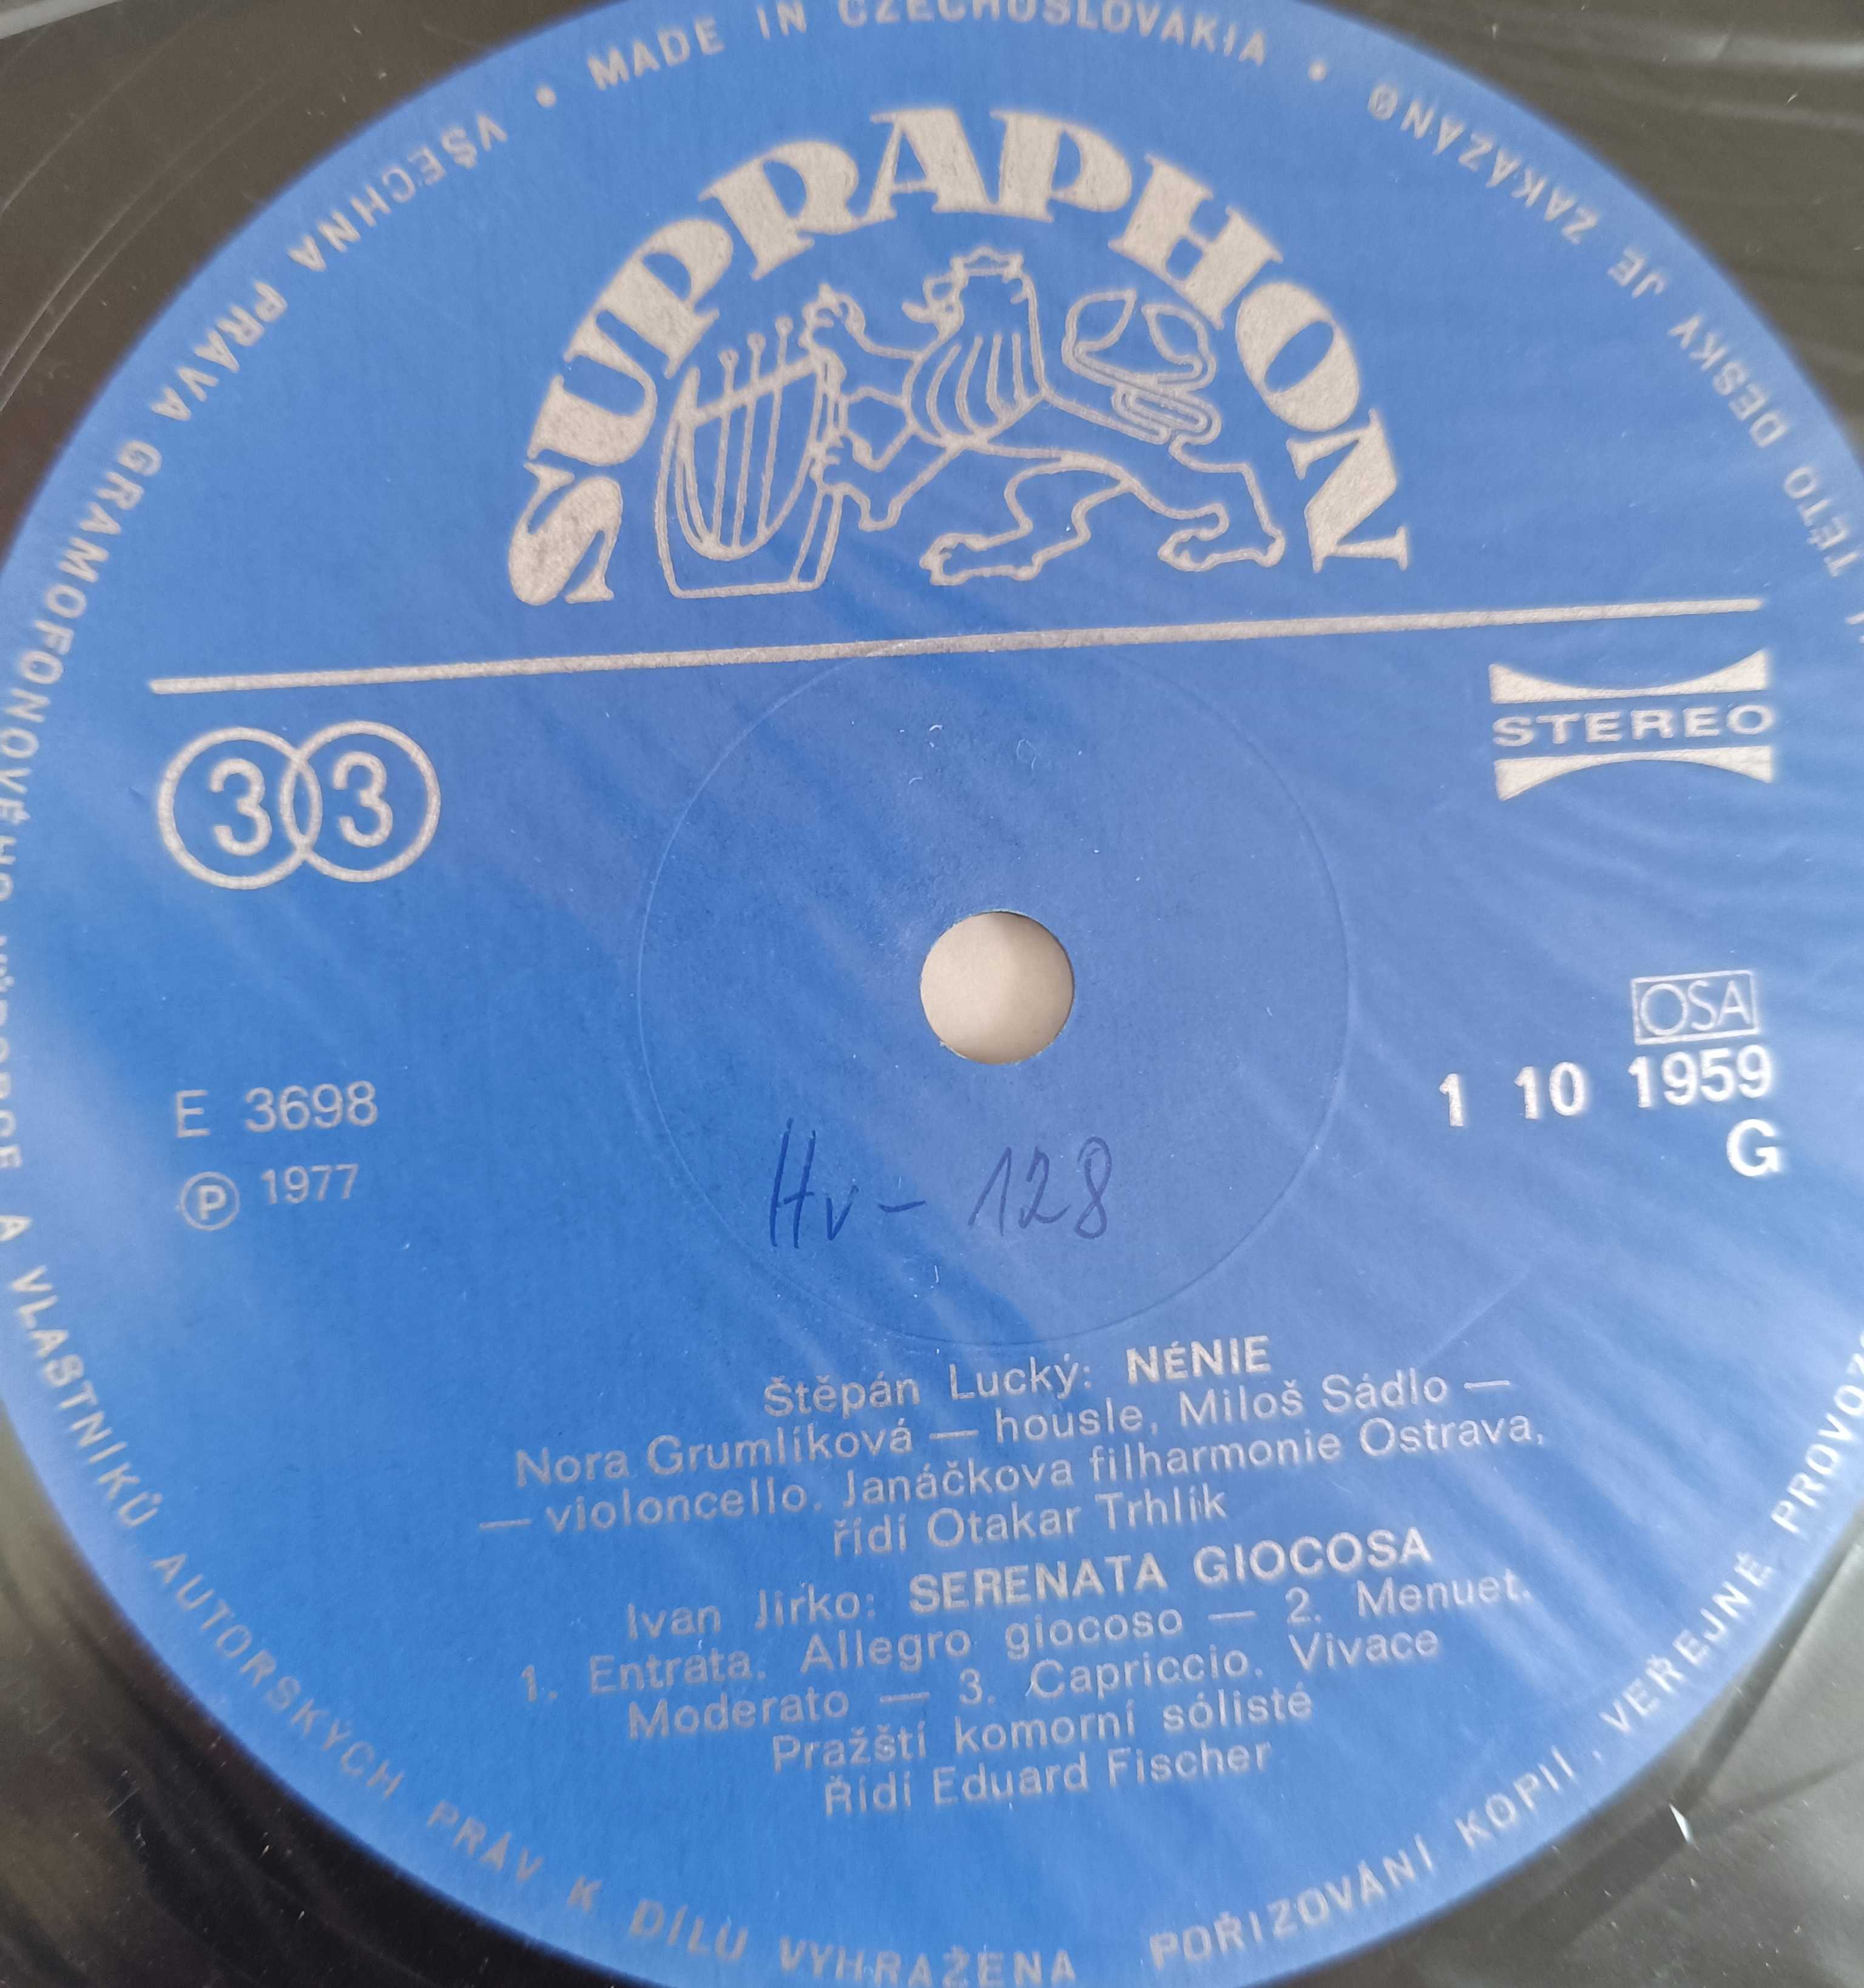 MADE IN CZECHOSLOVAKIA •
SUPRAPHON
33
STEREO
OSA
E 3698
1 10 1959
Ⓟ 1977
G
Hv - 128
Štěpán Lucký: NÉNIE
Nora Grumlíková — housle, Miloš Sádlo —
— violoncello, Janáčkova filharmonie Ostrava,
řídí Otakar Trhlík
Ivan Jirko: SERENATA GIOCOSA
1. Entrata. Allegro giocoso — 2. Menuet.
Moderato — 3. Capriccio. Vivace
Pražští komorní sólisté
Řídí Eduard Fischer
• VŠECHNA PRÁVA GRAMOFONOVÉHO VÝROBCE A VLASTNÍKŮ AUTORSKÝCH PRÁV K DÍLU VYHRAŽENA
POŘIZOVÁNÍ KOPIÍ, VEŘEJNÉ TÉTO DESKY JE ZAKÁZÁNO